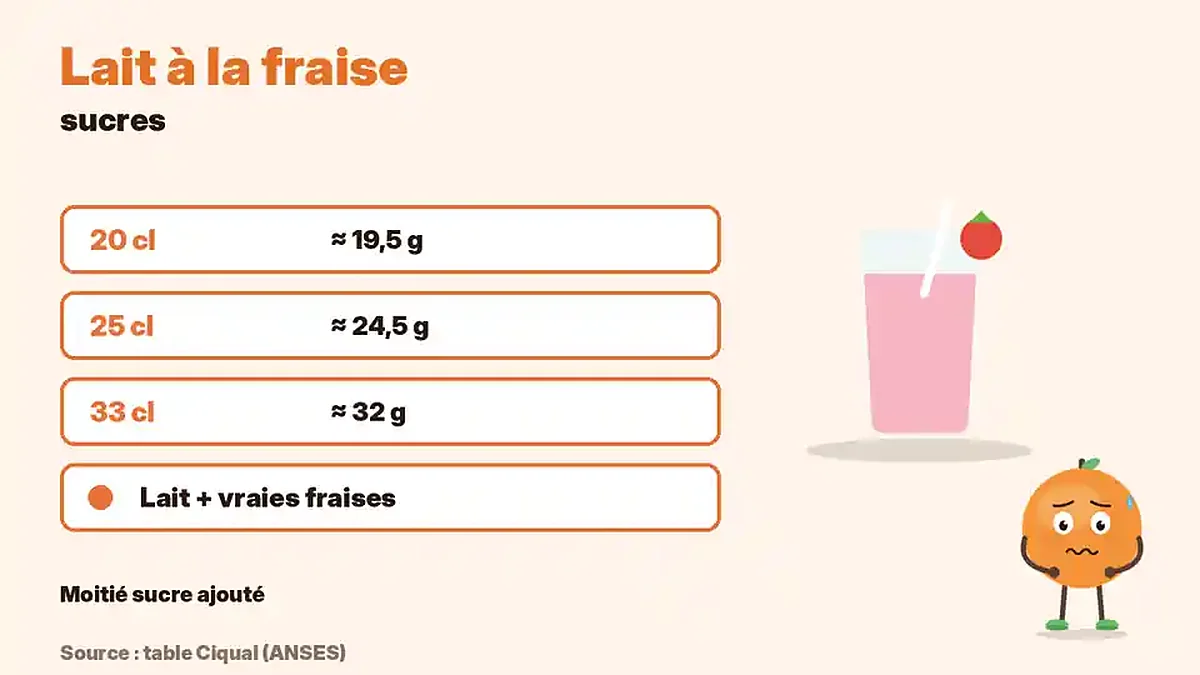 Lait à la fraise
sucres
20 cl ≈ 19,5 g
25 cl ≈ 24,5 g
33 cl ≈ 32 g
Lait + vraies fraises
Moitié sucre ajouté
Source : table Ciqual (ANSES)